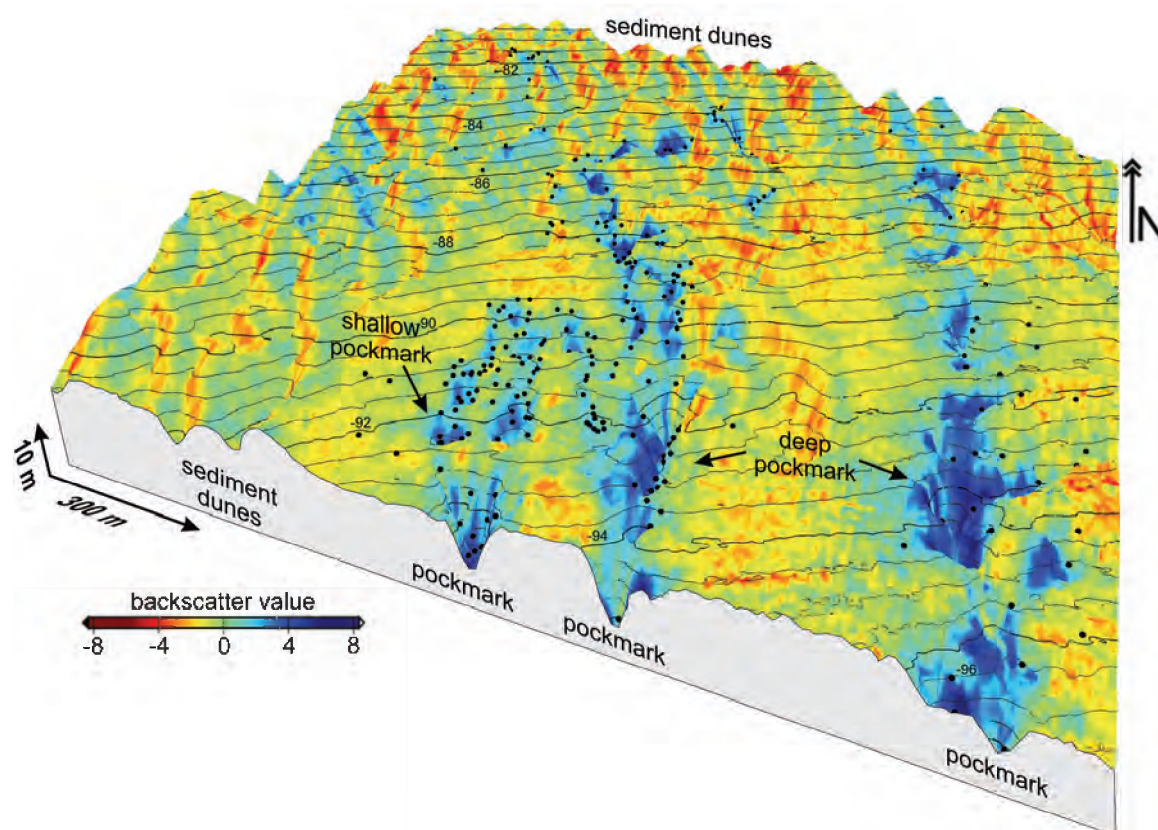 sediment dunes
-82
-84
-86
-88
N
shallow
90
pockmark
-92
deep
pockmark
10 m
300 m
sediment
dunes
-94
pockmark
backscatter value
-8 -4 0 4 8
pockmark
-96
pockmark